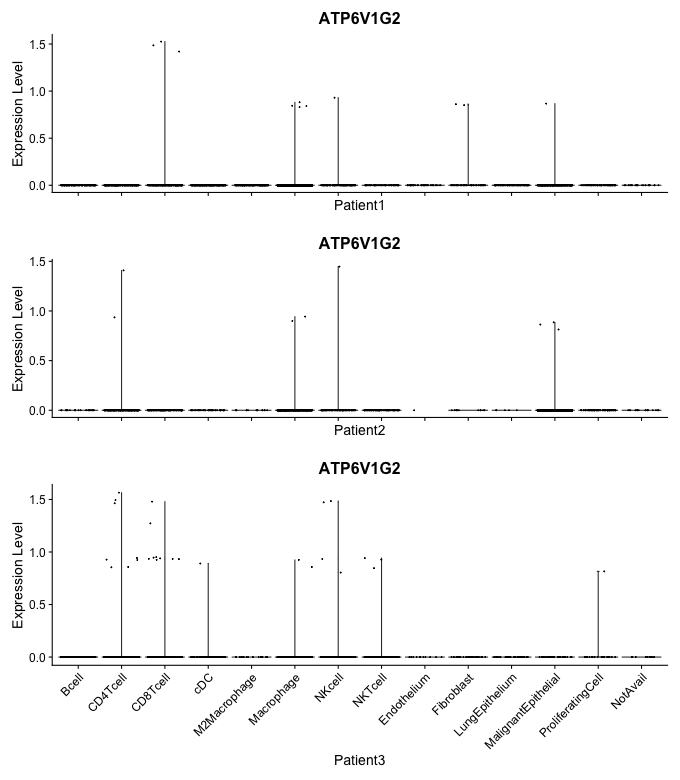 ATP6V1G2
Expression Level
1.5
1.0
0.5
0.0
Patient1
ATP6V1G2
Expression Level
1.5
1.0
0.5
0.0
Patient2
ATP6V1G2
Expression Level
1.5
1.0
0.5
0.0
Bcell
CD4Tcell
CD8Tcell
cDC
M2Macrophage
Macrophage
NKcell
NKTcell
Endothelium
Fibroblast
LungEpithelium
MalignantEpithelial
ProliferatingCell
NotAvail
Patient3